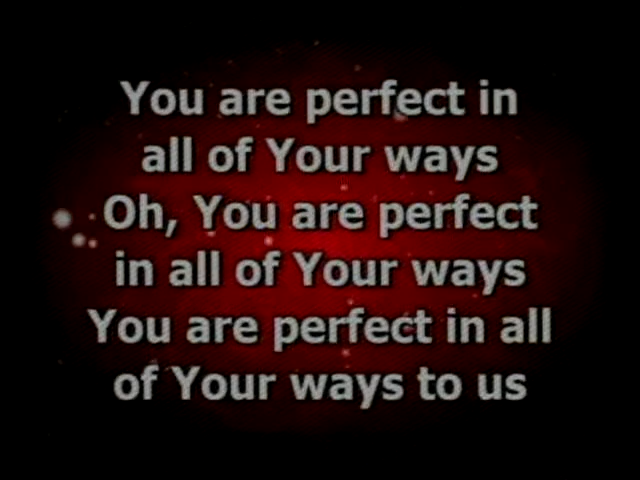 You are perfect in
all of Your ways
Oh, You are perfect
in all of Your ways
You are perfect in all
of Your ways to us